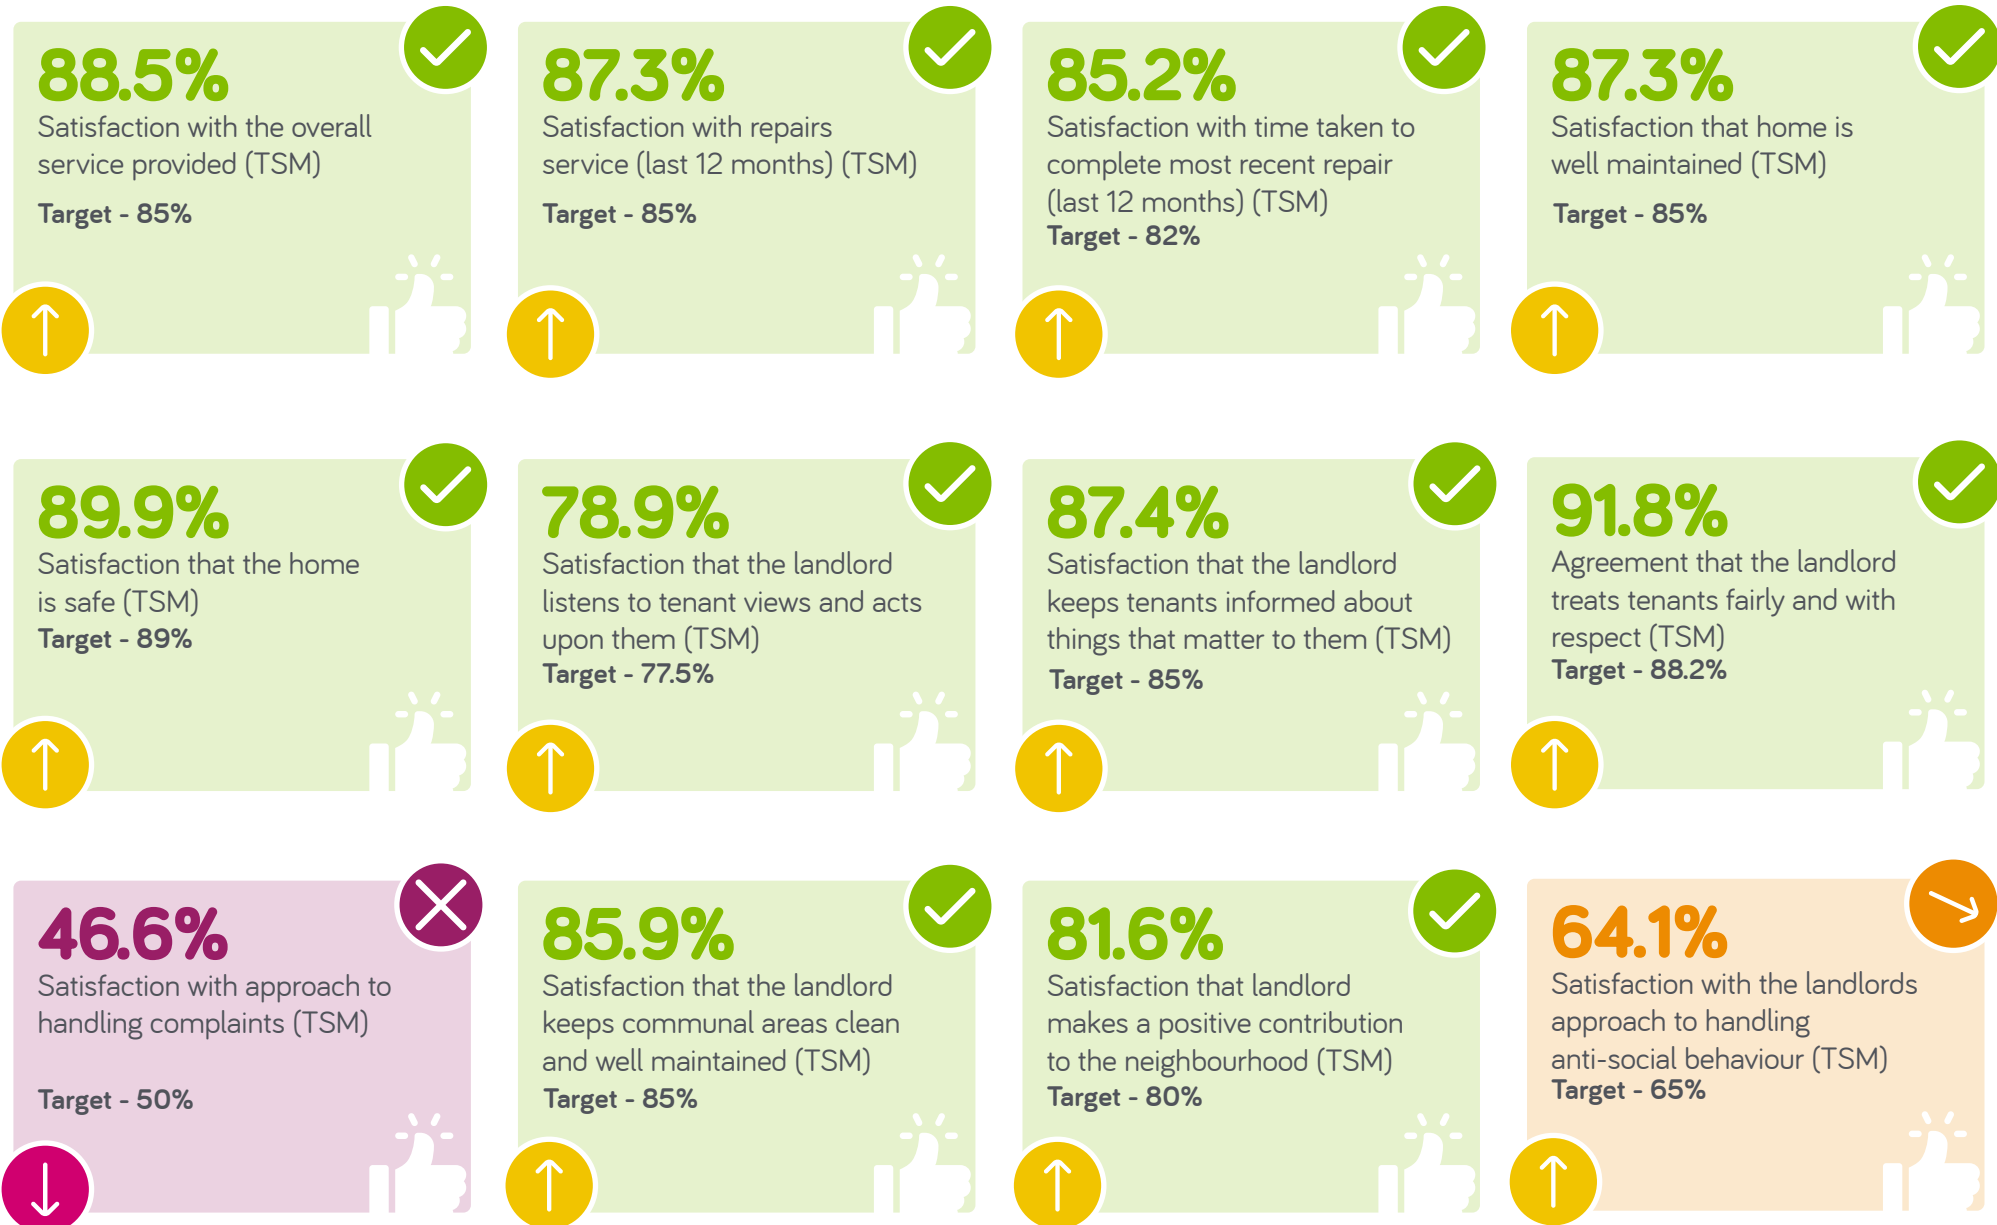 88.5%
Satisfaction with the overall
service provided (TSM)
Target - 85%
87.3%
Satisfaction with repairs
service (last 12 months) (TSM)
Target - 85%
85.2%
Satisfaction with time taken to
complete most recent repair
(last 12 months) (TSM)
Target - 82%
87.3%
Satisfaction that home is
well maintained (TSM)
Target - 85%
89.9%
Satisfaction that the home
is safe (TSM)
Target - 89%
78.9%
Satisfaction that the landlord
listens to tenant views and acts
upon them (TSM)
Target - 77.5%
87.4%
Satisfaction that the landlord
keeps tenants informed about
things that matter to them (TSM)
Target - 85%
91.8%
Agreement that the landlord
treats tenants fairly and with
respect (TSM)
Target - 88.2%
46.6%
Satisfaction with approach to
handling complaints (TSM)
Target - 50%
85.9%
Satisfaction that the landlord
keeps communal areas clean
and well maintained (TSM)
Target - 85%
81.6%
Satisfaction that landlord
makes a positive contribution
to the neighbourhood (TSM)
Target - 80%
64.1%
Satisfaction with the landlords
approach to handling
anti-social behaviour (TSM)
Target - 65%